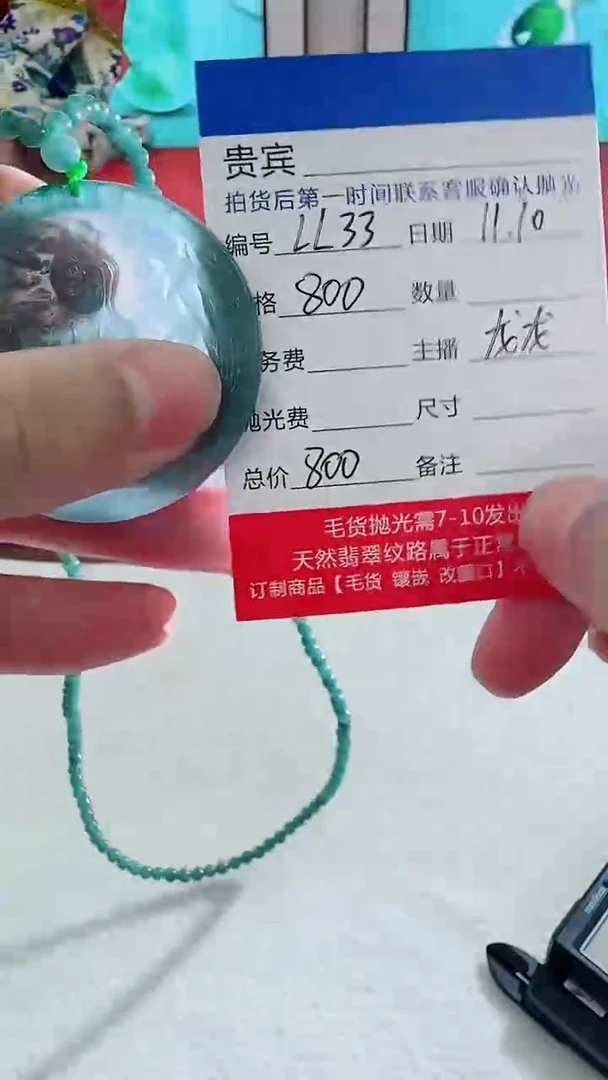 贵宾
拍货后第一时间联系客服确认抛光
编号 LL33 日期 11.10
格 800 数量
务费 主播 龙龙
抛光费 尺寸
总价 800 备注
毛货抛光需7-10发出
天然翡翠纹路属于正常
订制商品【毛货 镶嵌 改圈口】不